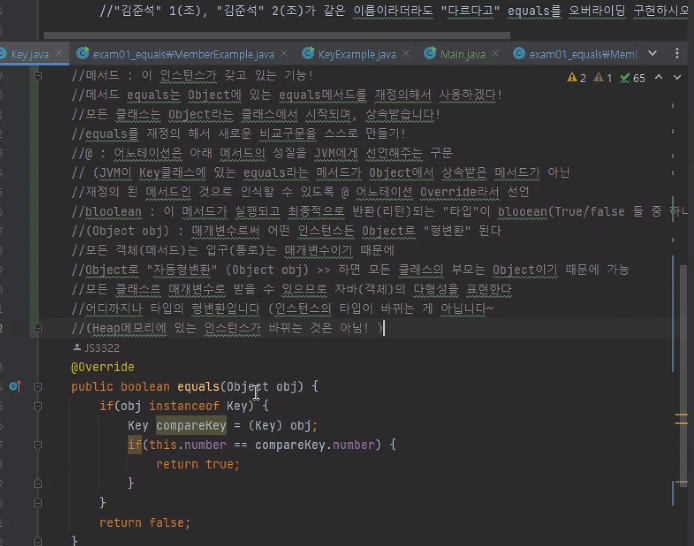 //"김준석" 1(조), "김준석" 2(조)가 같은 이름이라더라도 "다르다고" equals를 오버라이딩 구현하시오
Key.java exam01_equals₩MemberExample.java KeyExample.java Main.java exam01_equals₩Mem
//메서드 : 이 인스턴스가 갖고 있는 기능!
2 1 65
//메서드 equals는 Object에 있는 equals메서드를 재정의해서 사용하겠다!
//모든 클래스는 Object라는 클래스에서 시작되며, 상속받습니다!
//equals를 재정의 해서 새로운 비교구문을 스스로 만들기!
//@ : 어노테이션은 아래 메서드의 성질을 JVM에게 선언해주는 구문
// (JVM이 Key클래스에 있는 equals라는 메서드가 Object에서 상속받은 메서드가 아닌
//재정의 된 메서드인 것으로 인식할 수 있도록 @ 어노테이션 Override라서 선언
//bloolean : 이 메서드가 실행되고 최종적으로 반환(리턴)되는 "타입"이 blooean(True/false 둘 중 하나
//(Object obj) : 매개변수로써 어떤 인스턴스든 Object로 "형변환" 된다
//모든 객체(메서드)는 입구(통로)는 매개변수이기 때문에
//Object로 "자동형변환" (Object obj) >> 하면 모든 클래스의 부모는 Object이기 때문에 가능
//모든 클래스르 매개변수로 받을 수 있으므로 자바(객체)의 다형성을 표현한다
//어디까지나 타입의 형변환입니다 (인스턴스의 타입이 바뀌는 게 아닙니다~
//(Heap메모리에 있는 인스턴스가 바뀌는 것은 아님! )
JS3322
@Override
public boolean equals(Object obj) {
if(obj instanceof Key) {
Key compareKey = (Key) obj;
if(this.number == compareKey.number) {
return true;
}
}
return false;
}